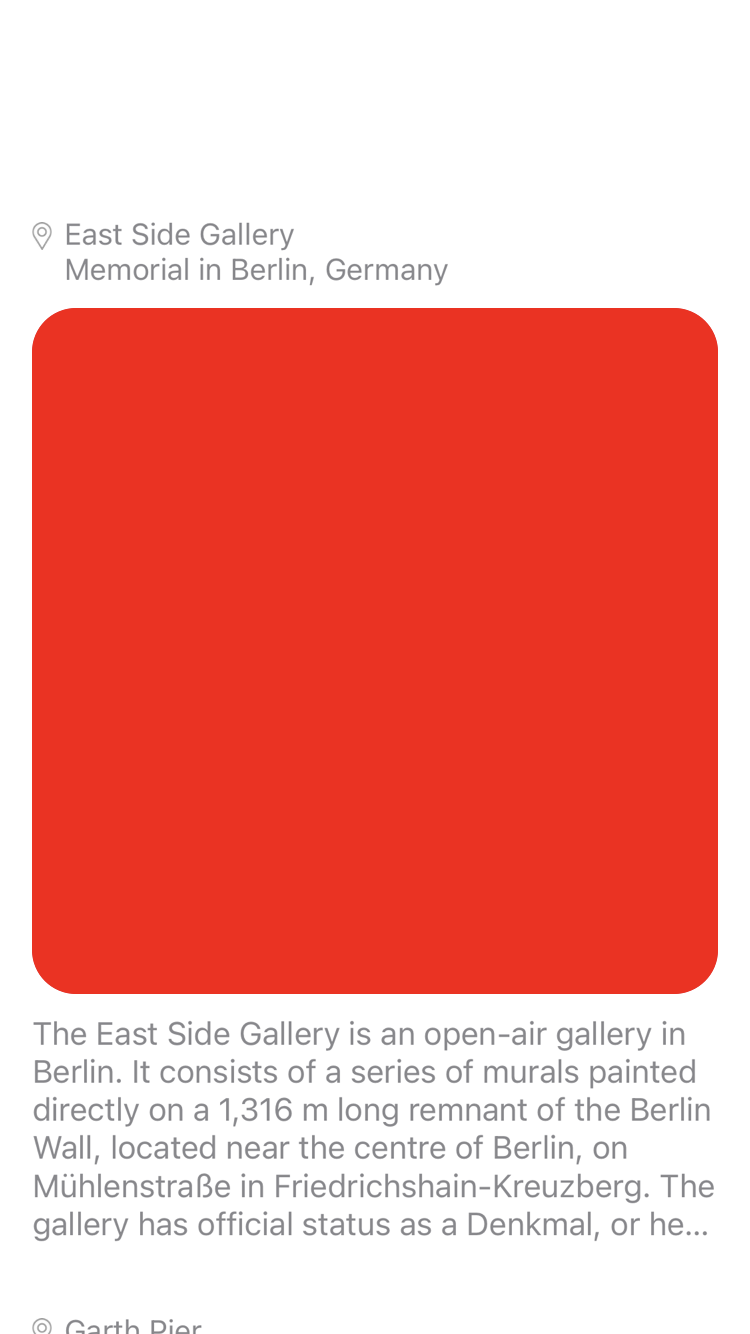 East Side Gallery
Memorial in Berlin, Germany
The East Side Gallery is an open-air gallery in
Berlin. It consists of a series of murals painted
directly on a 1,316 m long remnant of the Berlin
Wall, located near the centre of Berlin, on
Mühlenstraße in Friedrichshain-Kreuzberg. The
gallery has official status as a Denkmal, or he...
Garth Pier